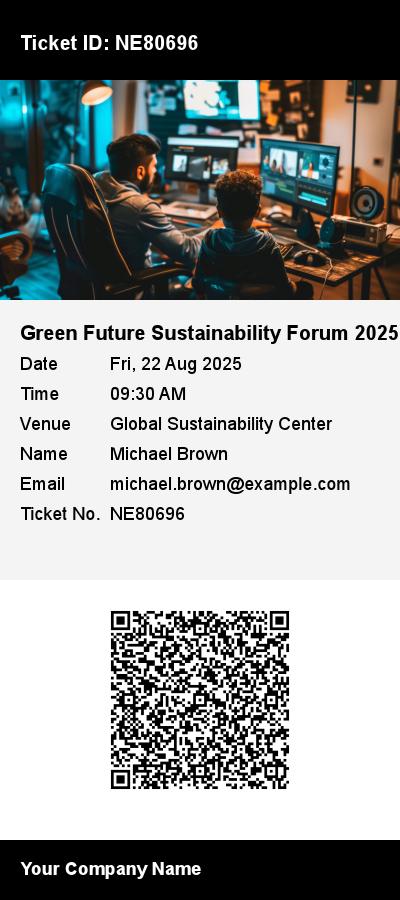 Ticket ID: NE80696
Green Future Sustainability Forum 2025
Date Fri, 22 Aug 2025
Time 09:30 AM
Venue Global Sustainability Center
Name Michael Brown
Email michael.brown@example.com
Ticket No. NE80696
Your Company Name